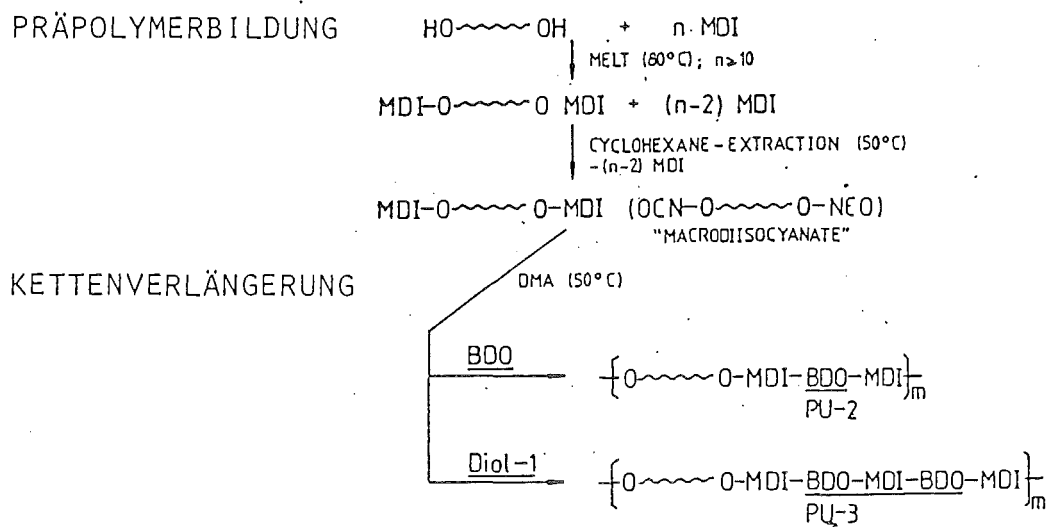 PRÄPOLYMERBILDUNG HO OH + n· MDI
MELT (80°C); n≥10
MDI-O O MDI + (n-2) MDI
CYCLOHEXANE-EXTRACTION (50°C)
-(n-2) MDI
MDI-O O-MDI (OCN-O O-NEO)
"MACRODIISOCYANATE"
KETTENVERLÄNGERUNG DMA (50°C)
BDO {O O-MDI-BDO-MDI}m
PU-2
Diol-1 {O O-MDI-BDO-MDI-BDO-MDI}m
PU-3